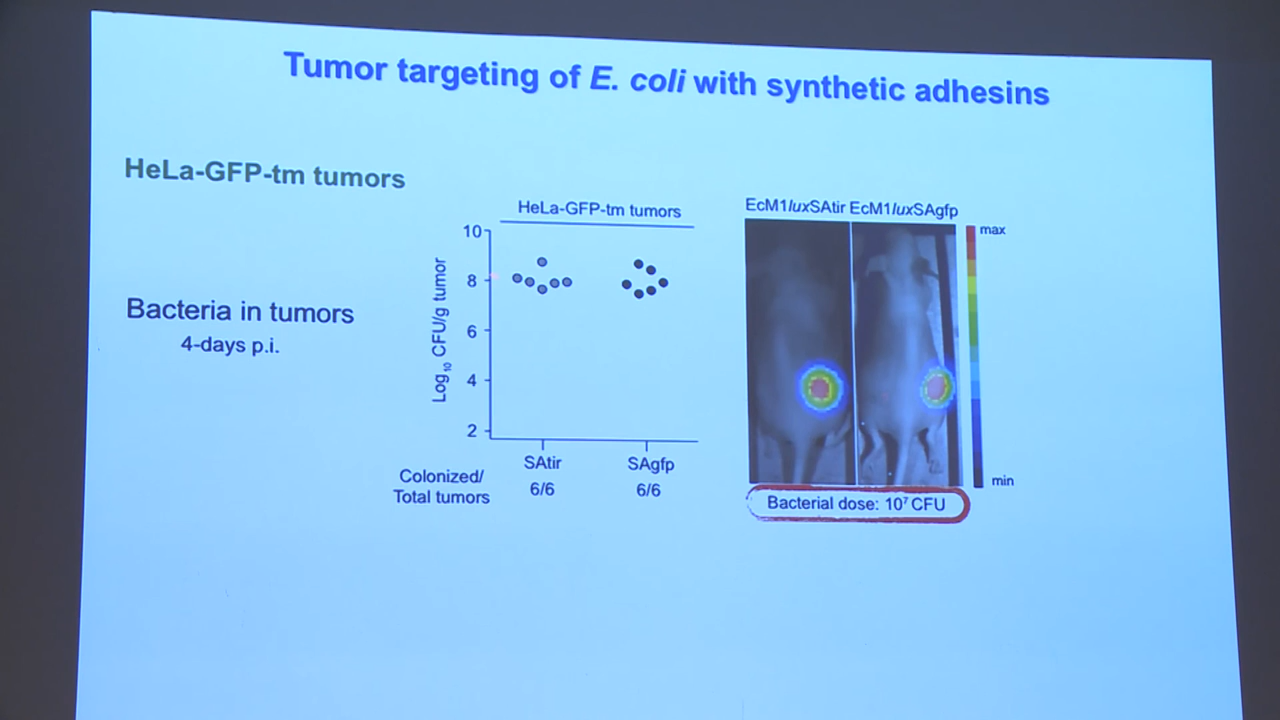 Tumor targeting of E. coli with synthetic adhesins
HeLa-GFP-tm tumors
Bacteria in tumors
4-days p.i.
HeLa-GFP-tm tumors
Log₁₀ CFU/g tumor
10
8
6
4
2
SAtir
SAgfp
Colonized/
Total tumors
6/6
6/6
EcM1luxSAtir EcM1luxSAgfp
max
min
Bacterial dose: 10⁷ CFU